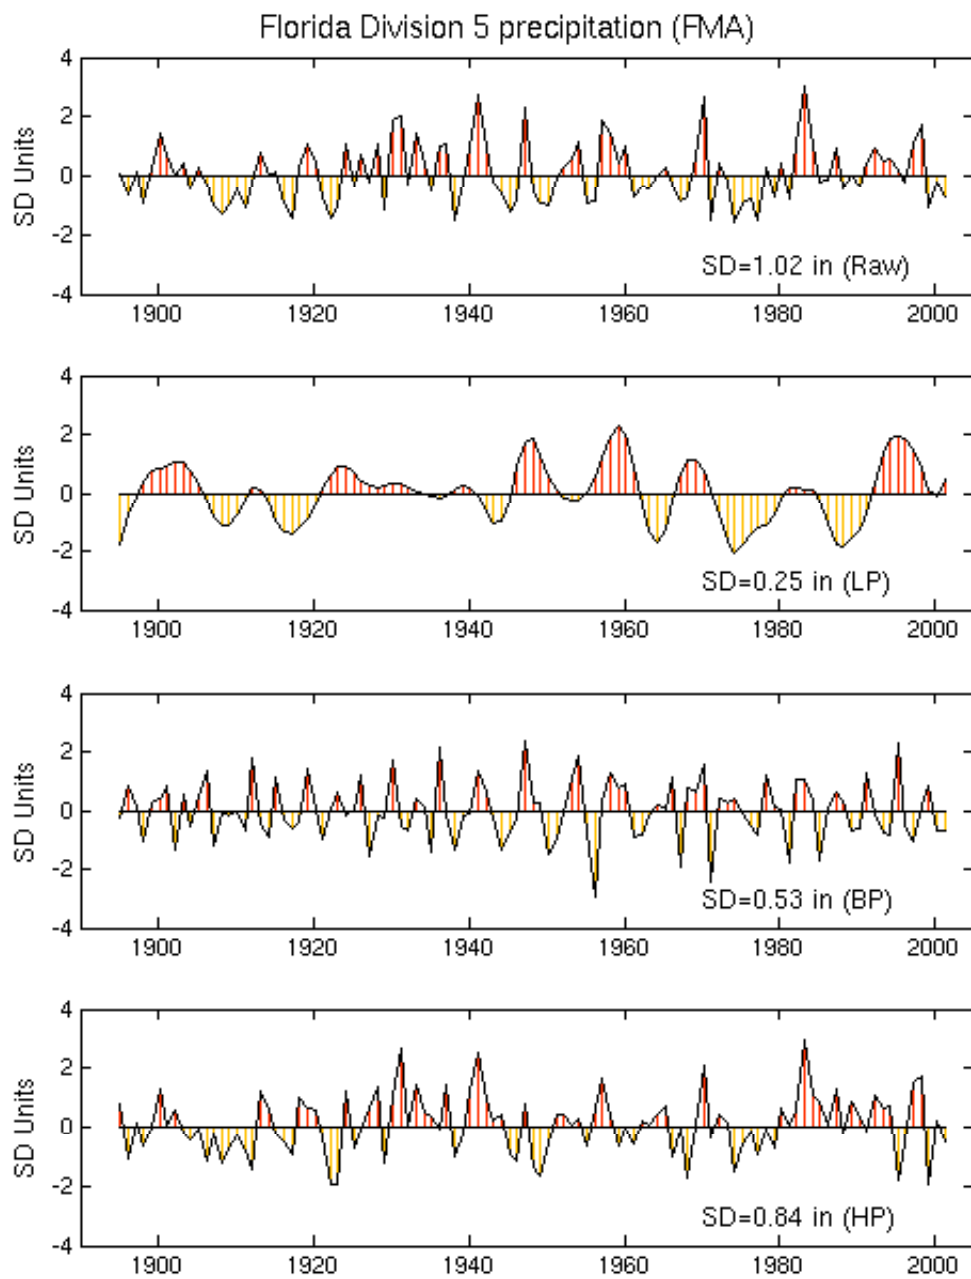 Florida Division 5 precipitation (FMA)
4
2
0
-2
-4
SD Units
SD=1.02 in (Raw)
1900 1920 1940 1960 1980 2000
4
2
0
-2
-4
SD Units
SD=0.25 in (LP)
1900 1920 1940 1960 1980 2000
4
2
0
-2
-4
SD Units
SD=0.53 in (BP)
1900 1920 1940 1960 1980 2000
4
2
0
-2
-4
SD Units
SD=0.84 in (HP)
1900 1920 1940 1960 1980 2000